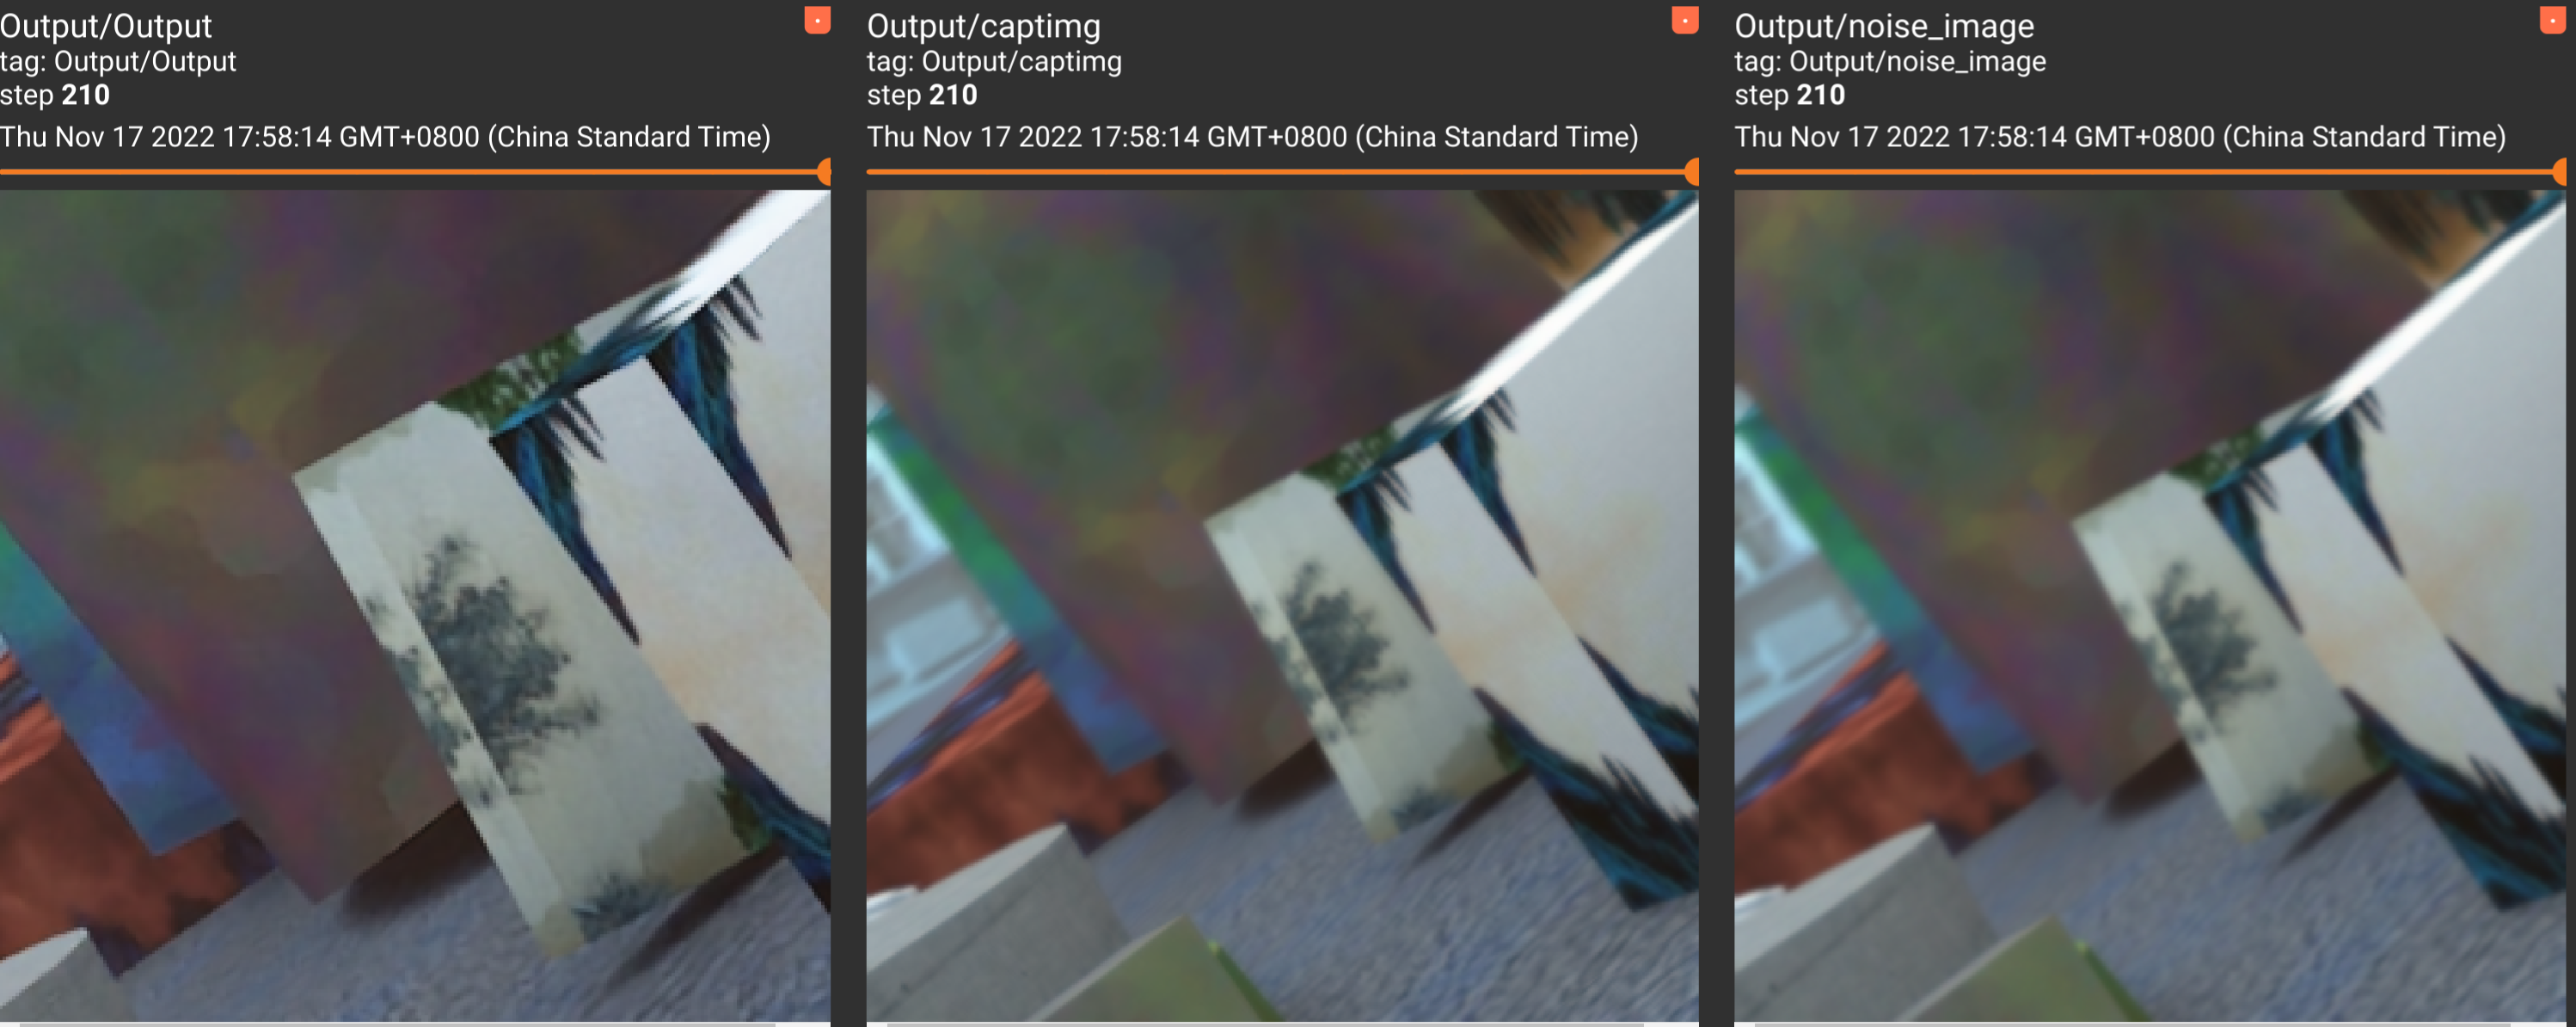 Output/Output
tag: Output/Output
step 210
Thu Nov 17 2022 17:58:14 GMT+0800 (China Standard Time)
Output/captimg
tag: Output/captimg
step 210
Thu Nov 17 2022 17:58:14 GMT+0800 (China Standard Time)
Output/noise_image
tag: Output/noise_image
step 210
Thu Nov 17 2022 17:58:14 GMT+0800 (China Standard Time)